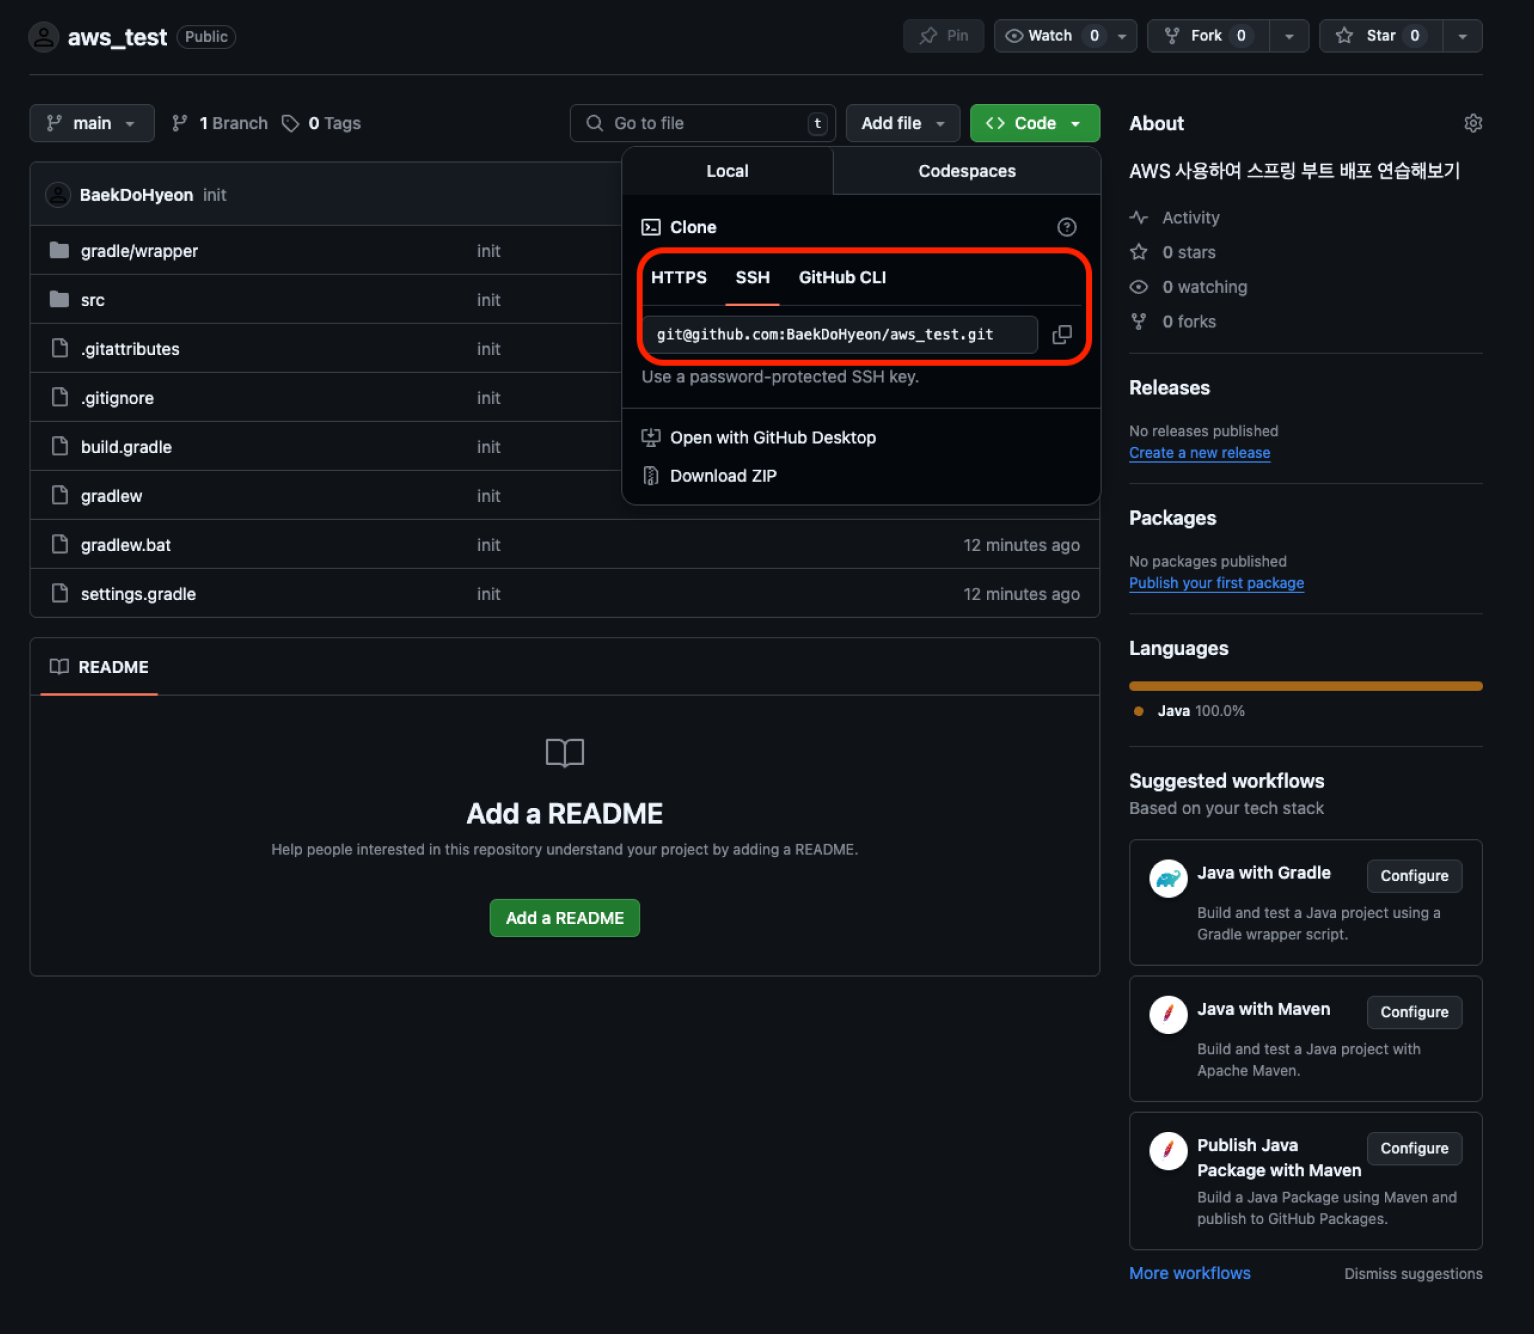 aws_test Public
Pin
Watch 0
Fork 0
Star 0
main
1 Branch
0 Tags
Go to file t
Add file
Code
BaekDoHyeon init
gradle/wrapper init
src init
.gitattributes init
.gitignore init
build.gradle init
gradlew init
gradlew.bat init 12 minutes ago
settings.gradle init 12 minutes ago
Local Codespaces
Clone
HTTPS SSH GitHub CLI
git@github.com:BaekDoHyeon/aws_test.git
Use a password-protected SSH key.
Open with GitHub Desktop
Download ZIP
README
Add a README
Help people interested in this repository understand your project by adding a README.
Add a README
About
AWS 사용하여 스프링 부트 배포 연습해보기
Activity
0 stars
0 watching
0 forks
Releases
No releases published
Create a new release
Packages
No packages published
Publish your first package
Languages
Java 100.0%
Suggested workflows
Based on your tech stack
Java with Gradle Configure
Build and test a Java project using a
Gradle wrapper script.
Java with Maven Configure
Build and test a Java project with
Apache Maven.
Publish Java Configure
Package with Maven
Build a Java Package using Maven and
publish to GitHub Packages.
More workflows Dismiss suggestions